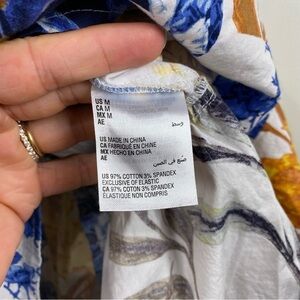 US M
CA M
MX M
AE
وسط
US MADE IN CHINA
CA FABRIQUÉ EN CHINE
MX HECHO EN CHINA
AE
صنع في الصين
US 97% COTTON 3% SPANDEX
EXCLUSIVE OF ELASTIC
CA 97% COTON 3% SPANDEX
ELASTIQUE NON COMPRIS